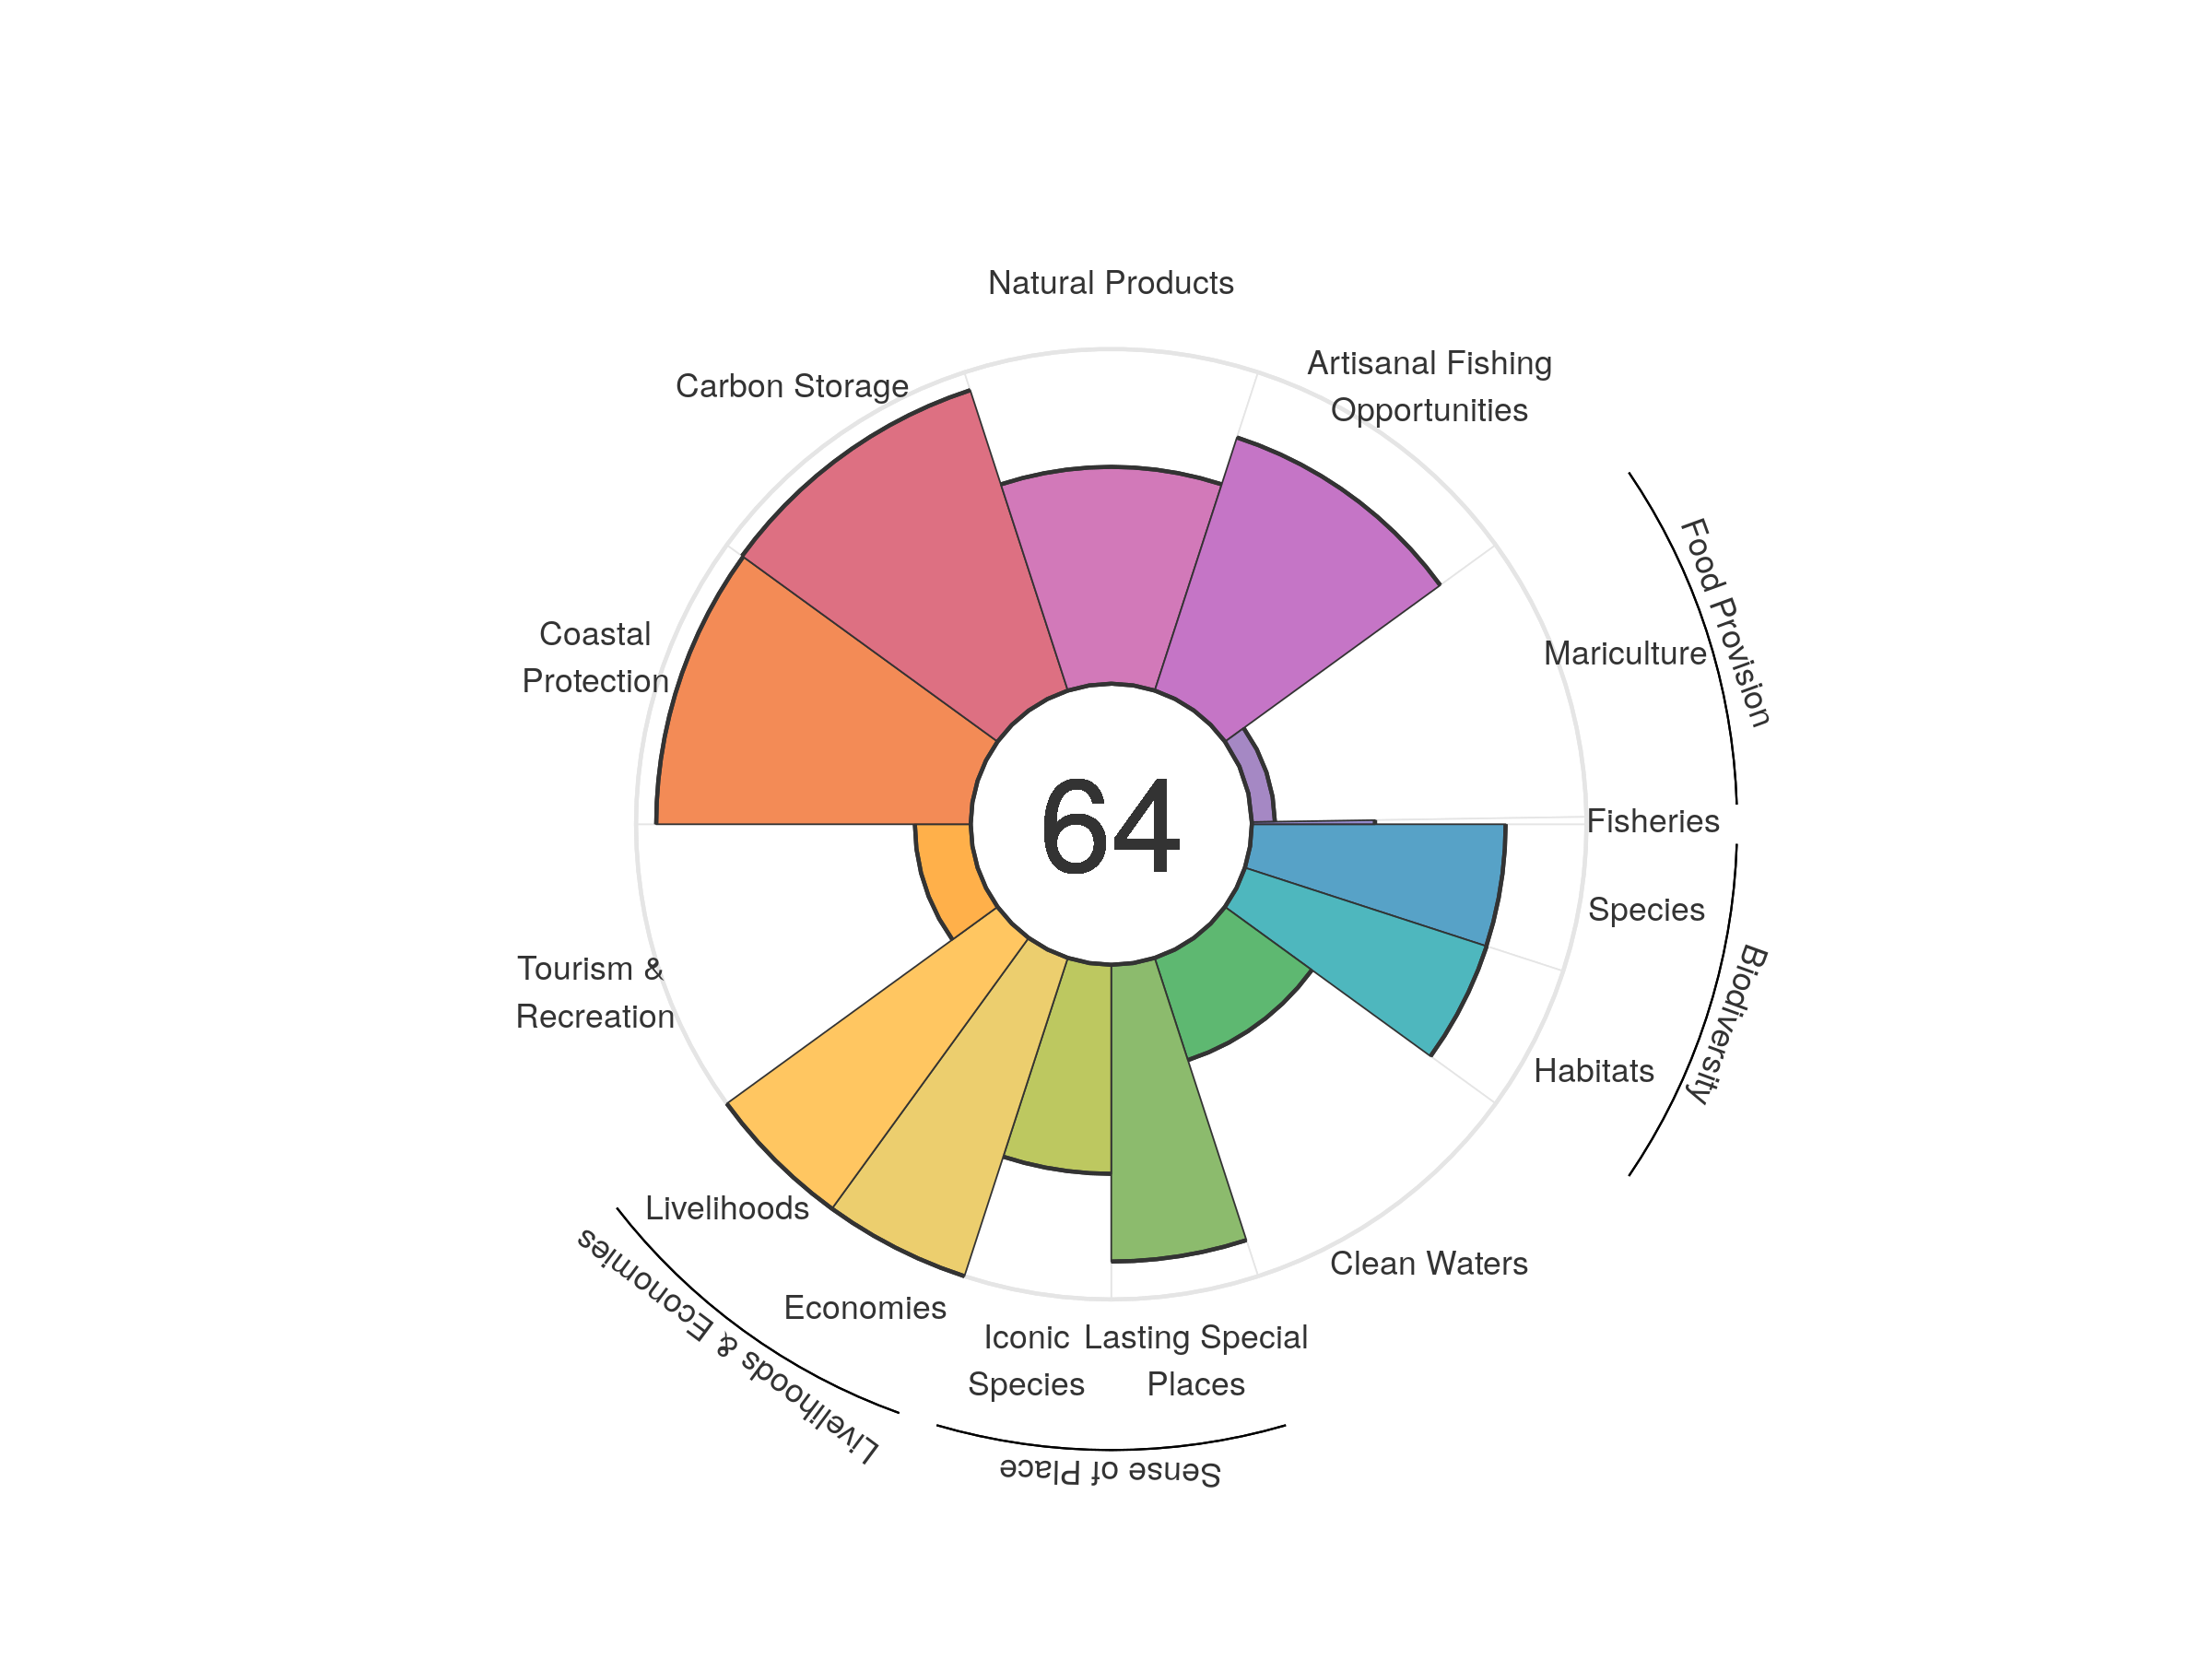 Natural Products
Artisanal Fishing
Opportunities
Carbon Storage
Food Provision
Coastal
Protection
Mariculture
64
Fisheries
Species
Biodiversity
Tourism &
Recreation
Habitats
Livelihoods
Clean Waters
Economies
Livelihoods & Economies
Iconic
Species
Lasting Special
Places
Sense of Place